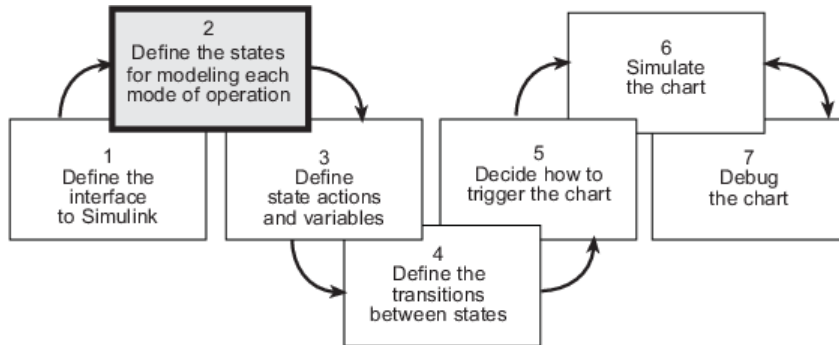 1
Define the
interface
to Simulink
2
Define the states
for modeling each
mode of operation
3
Define
state actions
and variables
4
Define the
transitions
between states
5
Decide how to
trigger the chart
6
Simulate
the chart
7
Debug
the chart